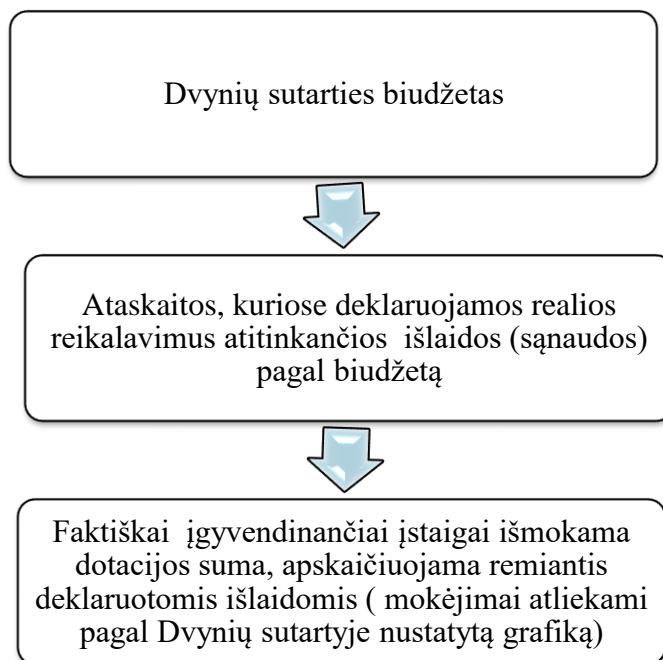 Dvynių sutarties biudžetas
Ataskaitos, kuriose deklaruojamos realios
reikalavimus atitinkančios  išlaidos (sąnaudos)
pagal biudžetą
Faktiškai  įgyvendinančiai įstaigai išmokama
dotacijos suma, apskaičiuojama remiantis
deklaruotomis išlaidomis ( mokėjimai atliekami
pagal Dvynių sutartyje nustatytą grafiką)